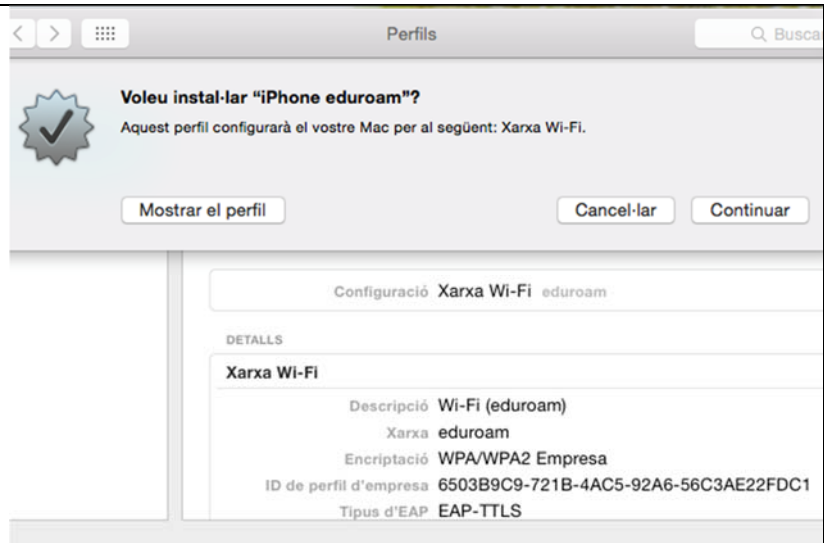 Perfils
Busca
Voleu instal·lar “iPhone eduroam”?
Aquest perfil configurarà el vostre Mac per al següent: Xarxa Wi-Fi.
Mostrar el perfil
Cancel·lar
Continuar
Configuració Xarxa Wi-Fi eduroam
DETALLS
Xarxa Wi-Fi
Descripció Wi-Fi (eduroam)
Xarxa eduroam
Encriptació WPA/WPA2 Empresa
ID de perfil d'empresa 6503B9C9-721B-4AC5-92A6-56C3AE22FDC1
Tipus d'EAP EAP-TTLS